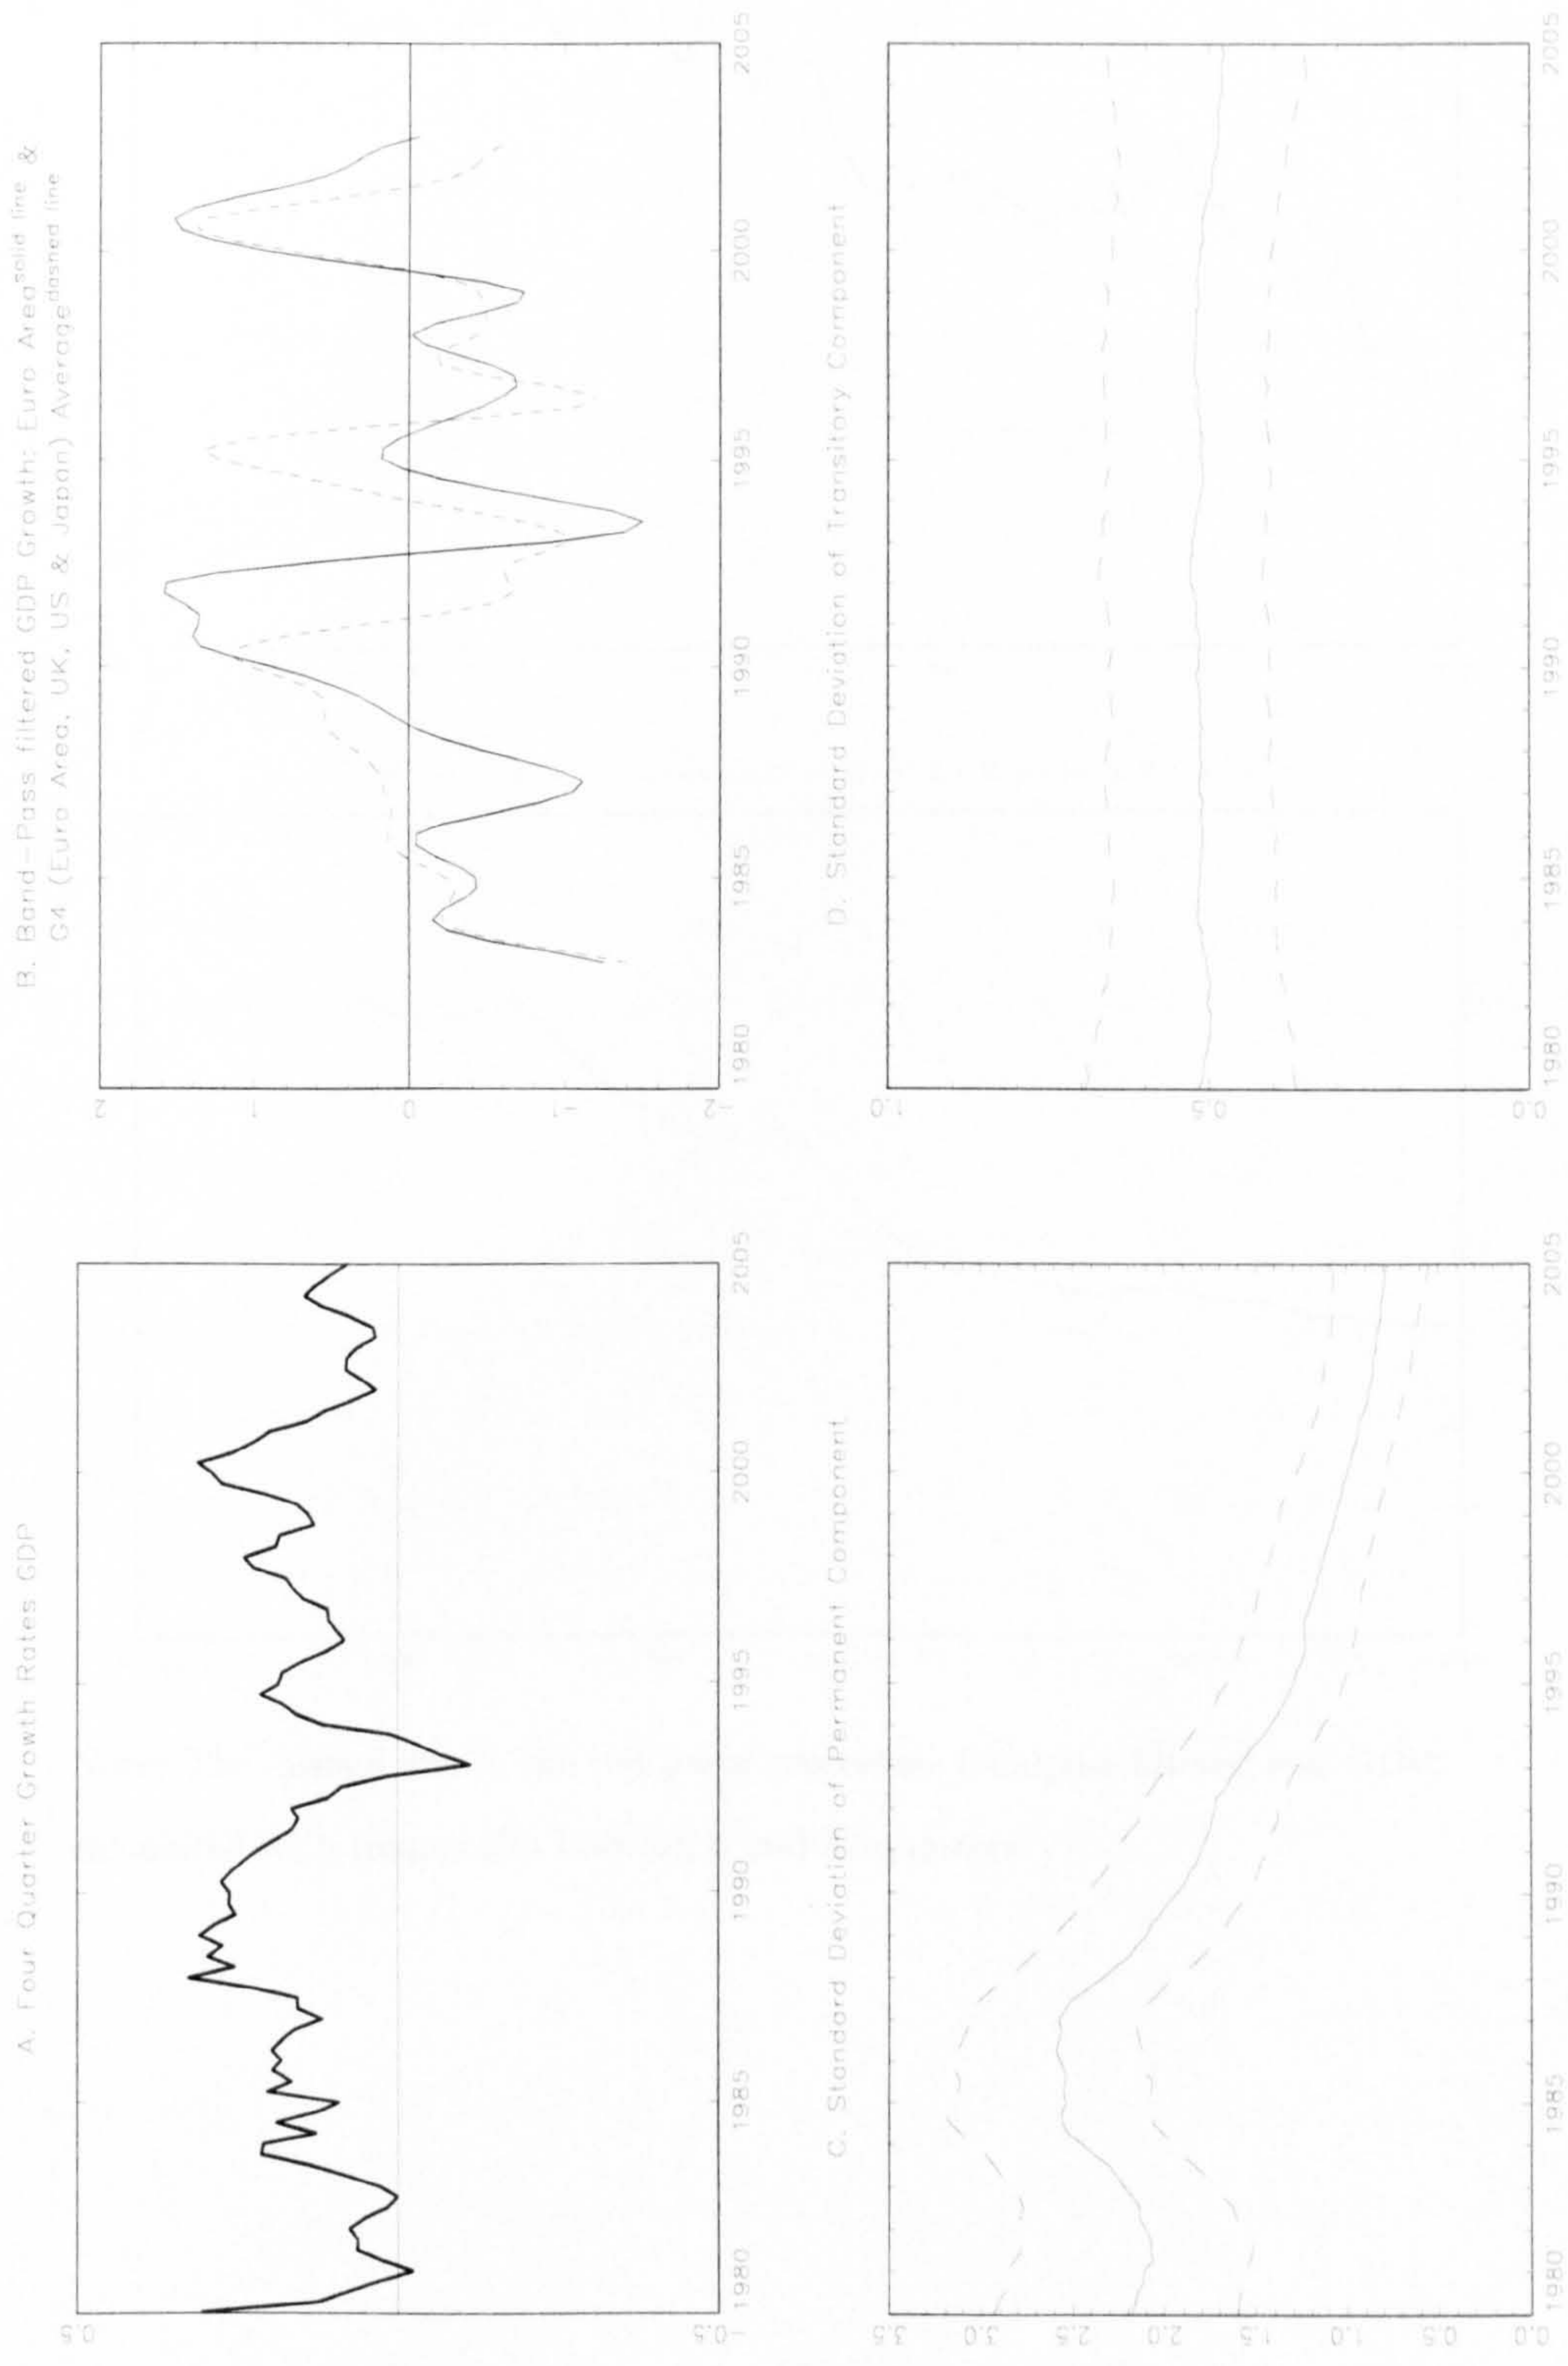 A. Four Quarter Growth Rates GDP
0.5
-0.5
1980 1985 1990 1995 2000 2005
B. Band-Pass filtered GDP Growth: Euro Area solid line &
G4 (Euro Area, UK, US & Japan) Average dashed line
2
1
0
-1
-2
1980 1985 1990 1995 2000 2005
C. Standard Deviation of Permanent Component
3.5
3.0
2.5
2.0
1.5
1.0
0.5
0.0
1980 1985 1990 1995 2000 2005
D. Standard Deviation of Transitory Component
1.0
0.5
0.0
1980 1985 1990 1995 2000 2005